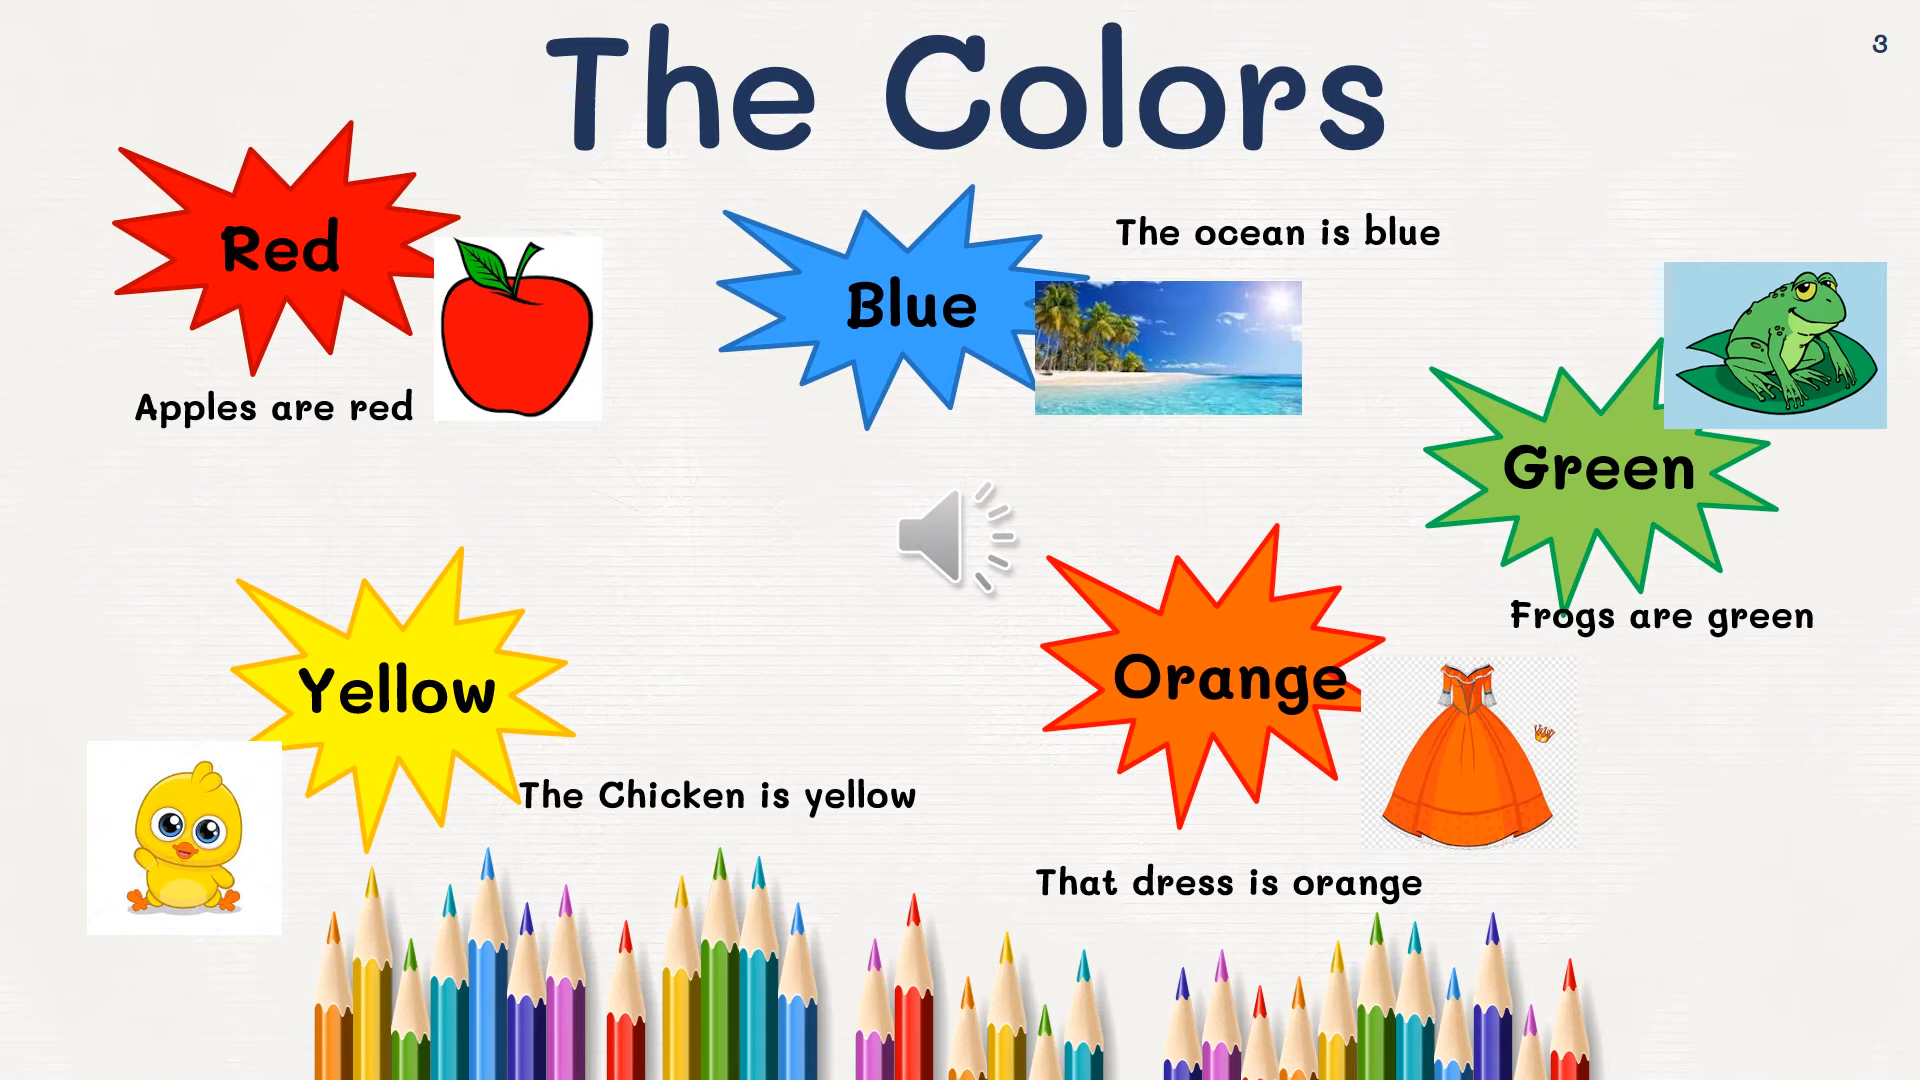 The Colors
3
Red
Apples are red
Blue
The ocean is blue
Green
Frogs are green
Yellow
The Chicken is yellow
Orange
That dress is orange